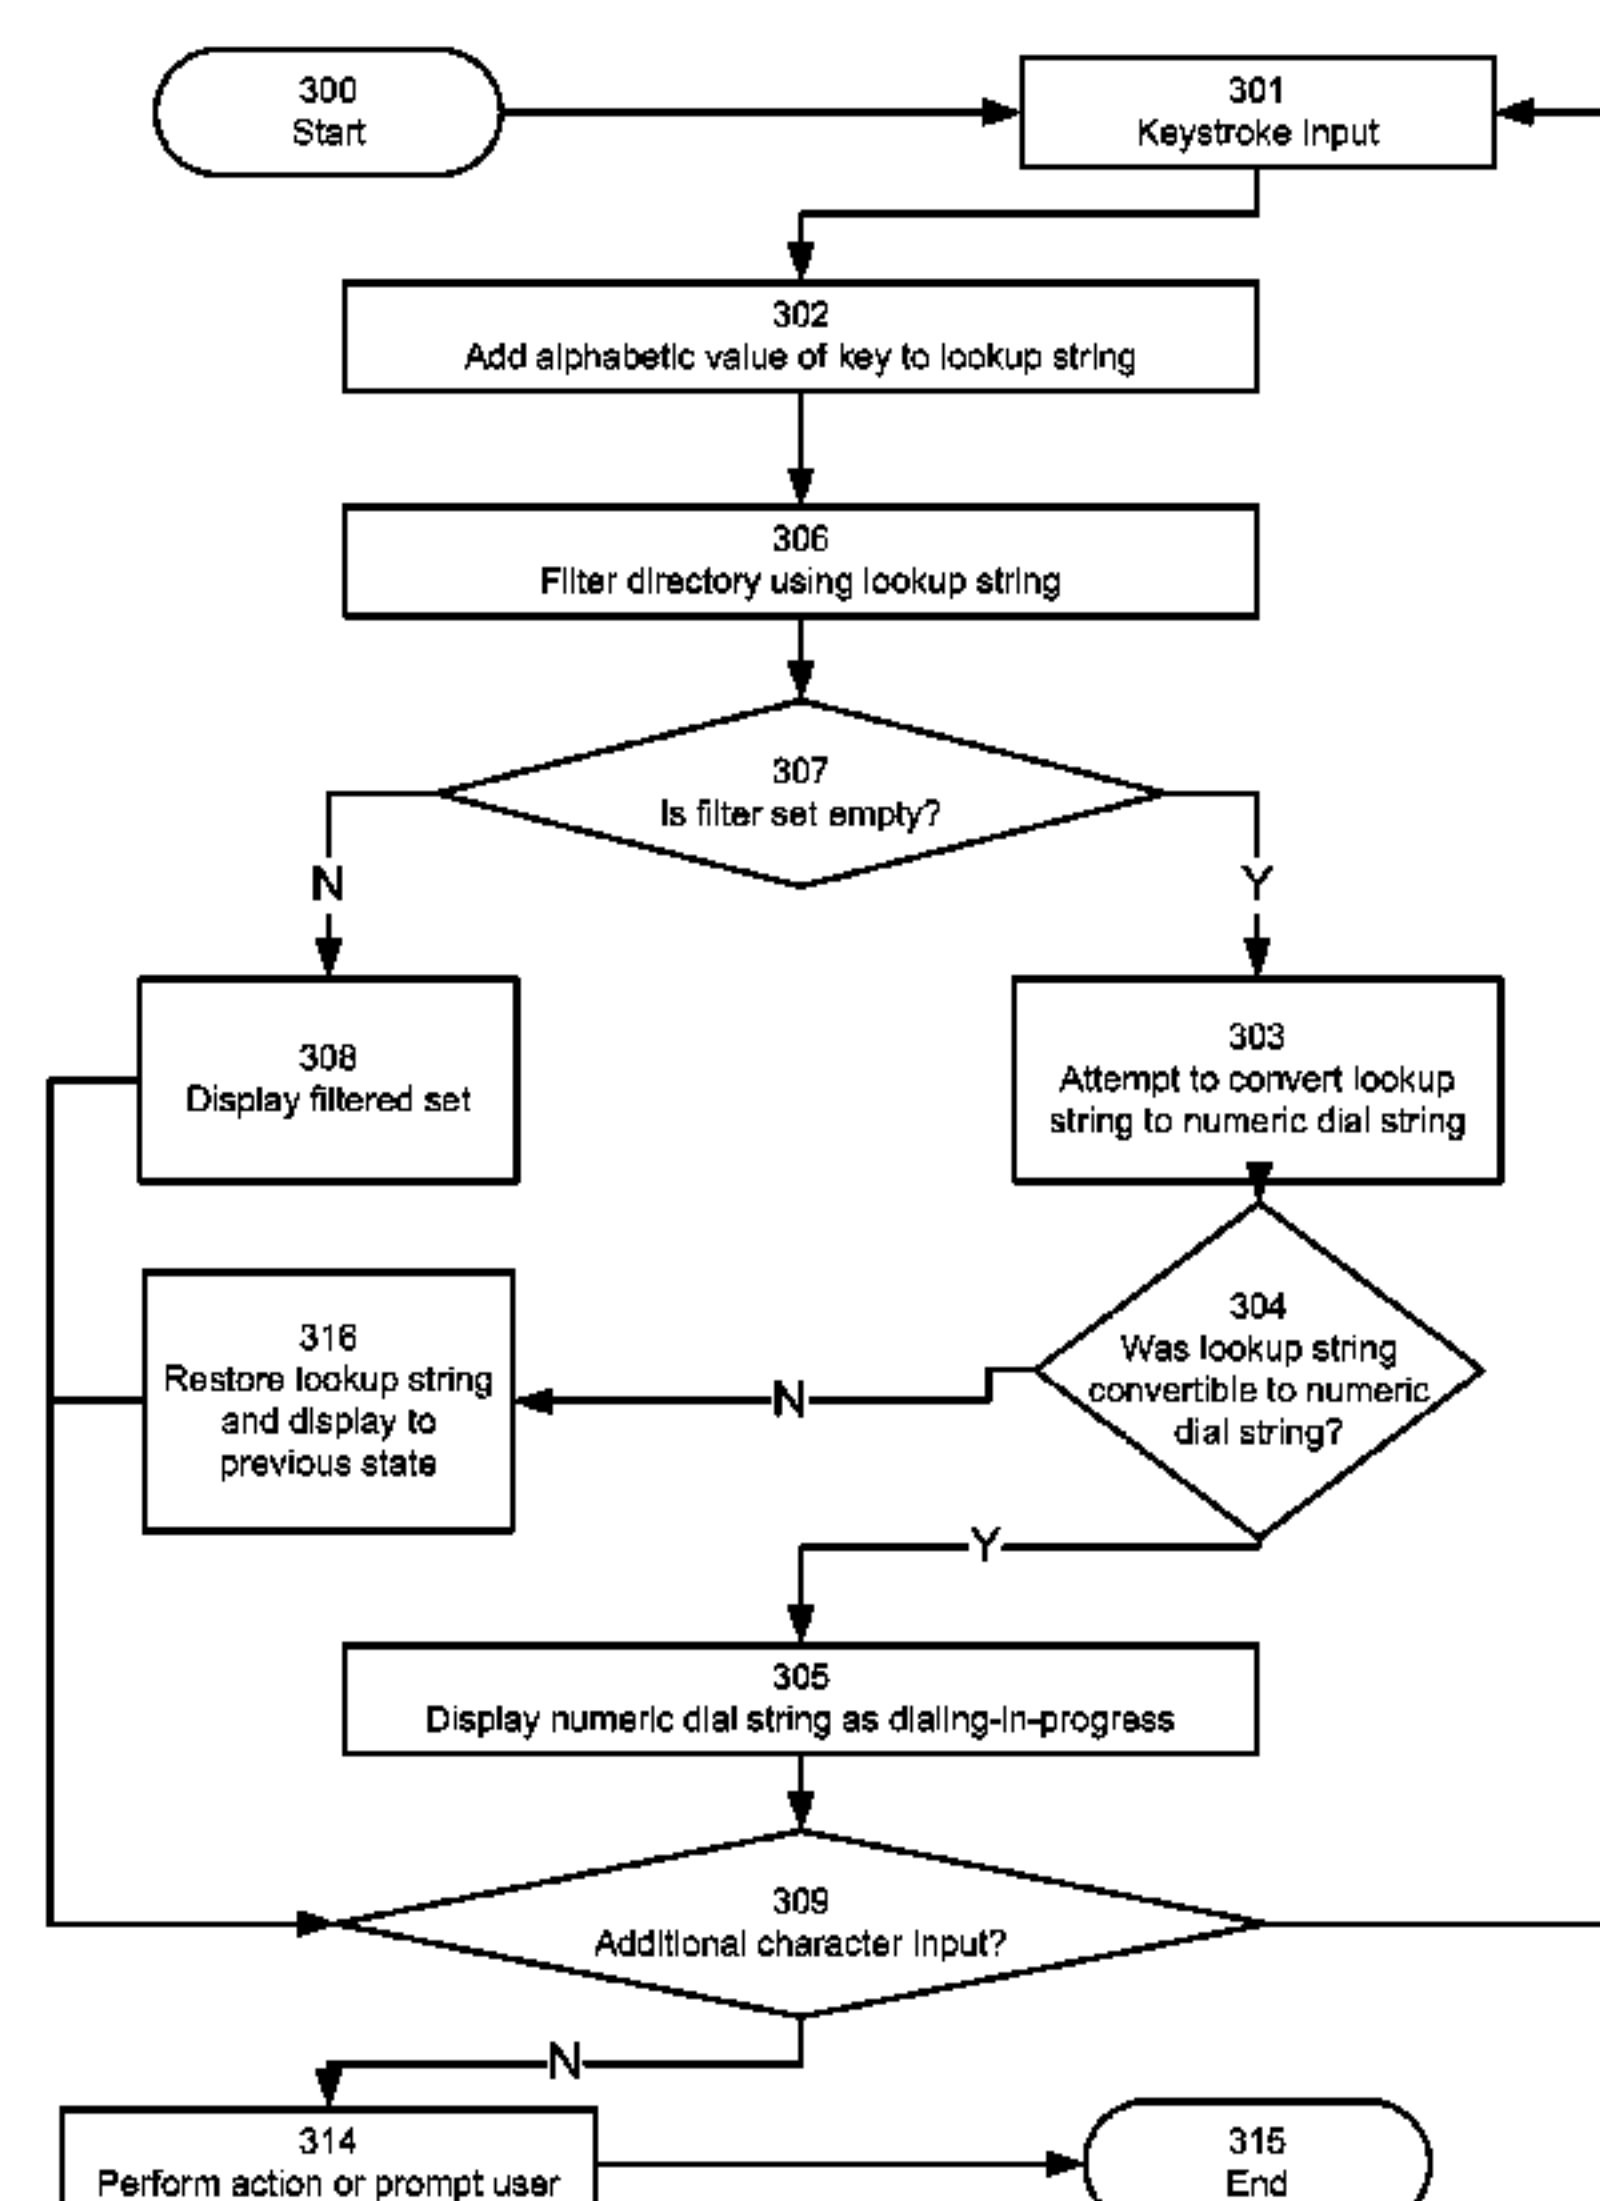 300
Start
301
Keystroke Input
302
Add alphabetic value of key to lookup string
306
Filter directory using lookup string
307
Is filter set empty?
N
Y
308
Display filtered set
303
Attempt to convert lookup
string to numeric dial string
304
Was lookup string
convertible to numeric
dial string?
N
316
Restore lookup string
and display to
previous state
Y
305
Display numeric dial string as dialing-in-progress
309
Additional character input?
N
314
Perform action or prompt user
315
End